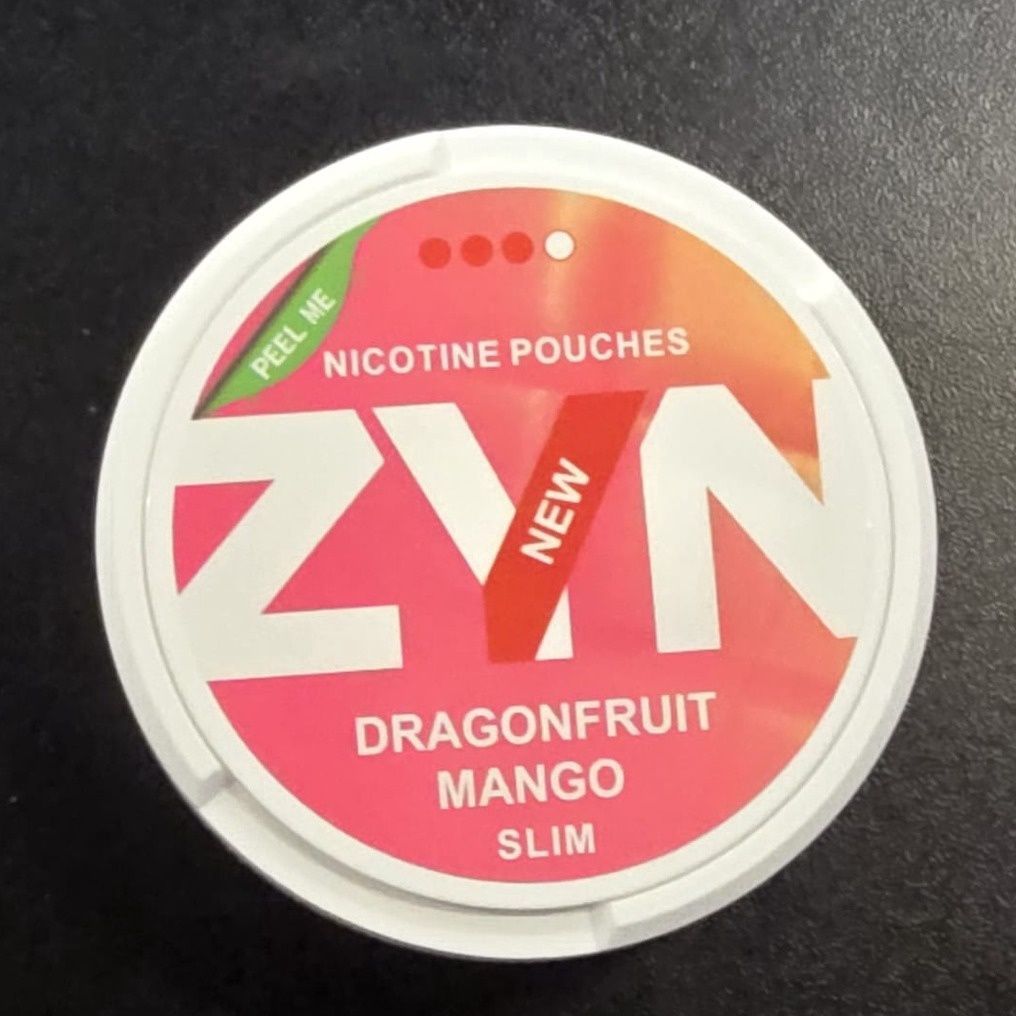 PEEL ME
NICOTINE POUCHES
ZYN
NEW
DRAGONFRUIT
MANGO
SLIM